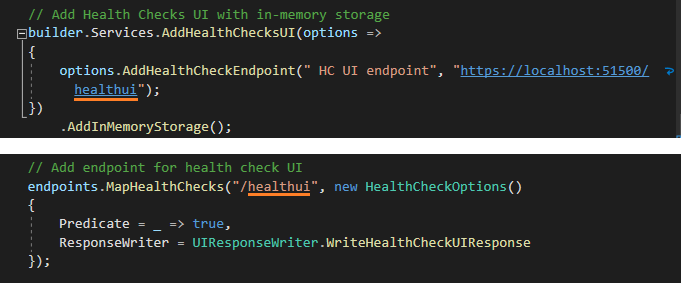 // Add Health Checks UI with in-memory storage
builder.Services.AddHealthChecksUI(options =>
{
    options.AddHealthCheckEndpoint(" HC UI endpoint", "https://localhost:51500/
      healthui");
})
    .AddInMemoryStorage();
// Add endpoint for health check UI
endpoints.MapHealthChecks("/healthui", new HealthCheckOptions()
{
    Predicate = _ => true,
    ResponseWriter = UIResponseWriter.WriteHealthCheckUIResponse
});